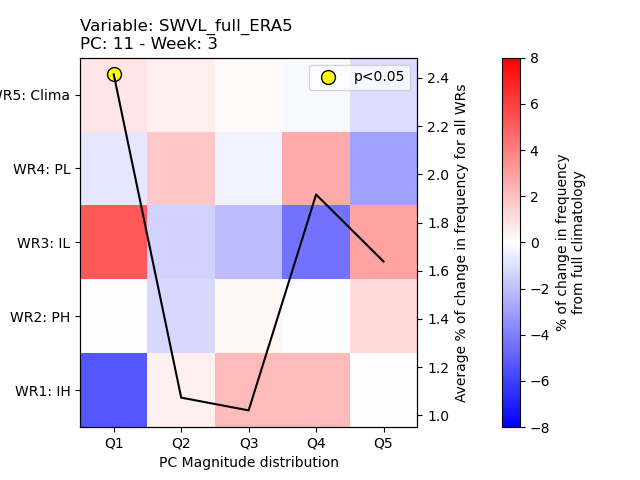 Variable: SWVL_full_ERA5
PC: 11 - Week: 3
p<0.05
WR5: Clima
WR4: PL
WR3: IL
WR2: PH
WR1: IH
Q1 Q2 Q3 Q4 Q5
PC Magnitude distribution
2.4
2.2
2.0
1.8
1.6
1.4
1.2
1.0
Average % of change in frequency for all WRs
8
6
4
2
0
−2
−4
−6
−8
% of change in frequency
from full climatology